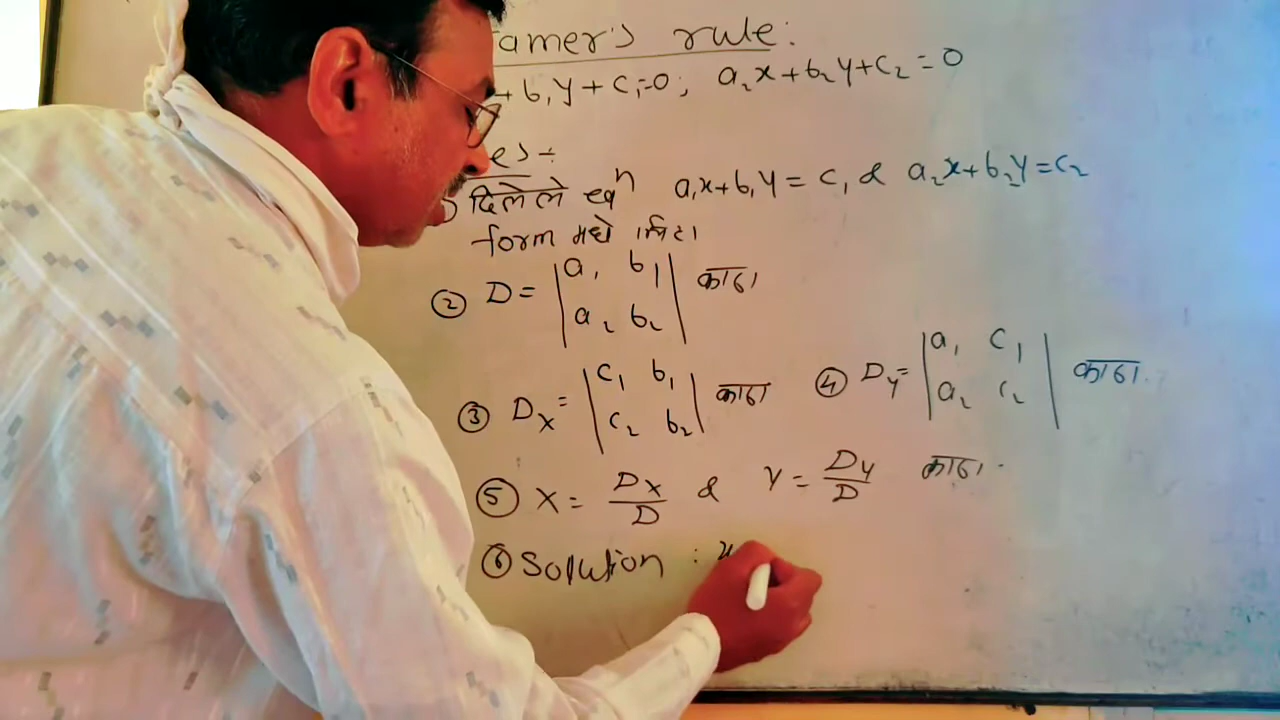 amer's rule:
+ b₁y + c₁=0 ; a₂x + b₂y + c₂ = 0
es :-
) दिलेले eqⁿ a₁x + b₁y = c₁ & a₂x + b₂y = c₂
form मधे लिहा
② D = | a₁ b₁ | काढा
| a₂ b₂ |
③ Dx = | c₁ b₁ | काढा ④ Dy = | a₁ c₁ | काढा.
| c₂ b₂ | | a₂ c₂ |
⑤ x = Dx/D & y = Dy/D काढा.
⑥ Solution :